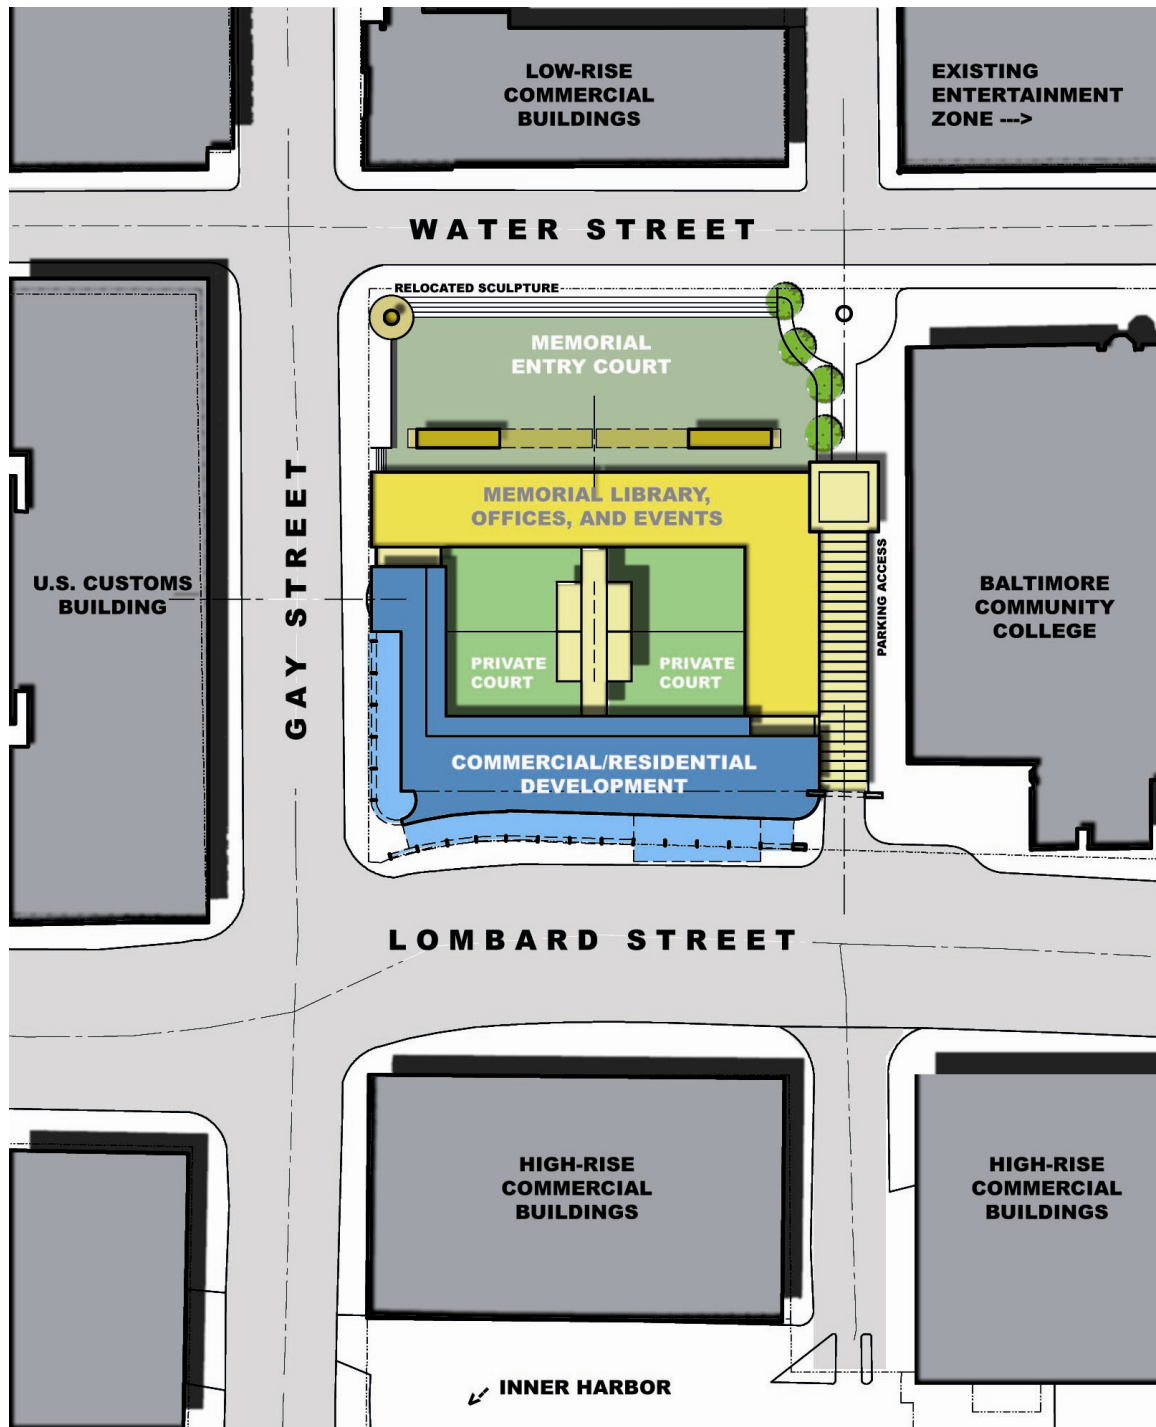 LOW-RISE
COMMERCIAL
BUILDINGS
EXISTING
ENTERTAINMENT
ZONE --->
WATER STREET
RELOCATED SCULPTURE
MEMORIAL
ENTRY COURT
MEMORIAL LIBRARY,
OFFICES, AND EVENTS
GAY STREET
U.S. CUSTOMS
BUILDING
PARKING ACCESS
BALTIMORE
COMMUNITY
COLLEGE
PRIVATE
COURT
PRIVATE
COURT
COMMERCIAL/RESIDENTIAL
DEVELOPMENT
LOMBARD STREET
HIGH-RISE
COMMERCIAL
BUILDINGS
HIGH-RISE
COMMERCIAL
BUILDINGS
INNER HARBOR